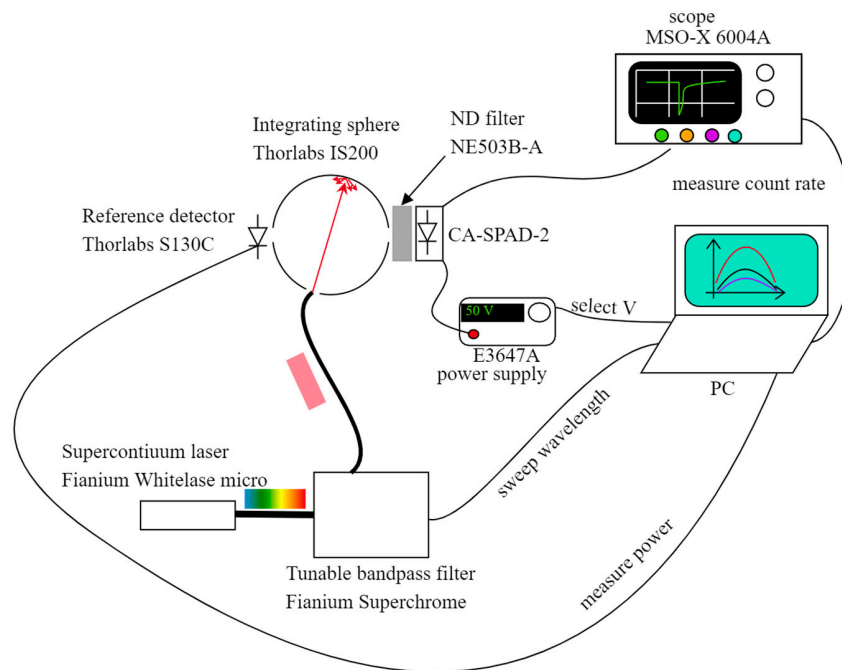 scope
MSO-X 6004A
ND filter
NE503B-A
Integrating sphere
Thorlabs IS200
measure count rate
Reference detector
Thorlabs S130C
CA-SPAD-2
50 V
select V
E3647A
power supply
PC
sweep wavelength
Supercontiuum laser
Fianium Whitelase micro
measure power
Tunable bandpass filter
Fianium Superchrome